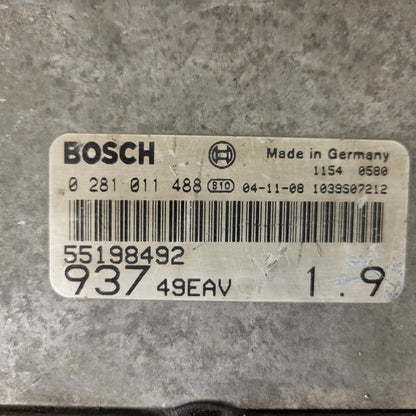 BOSCH Made in Germany
1154 0580
0 281 011 488 B10 04-11-08 1039S07212
55198492
937 49EAV 1.9